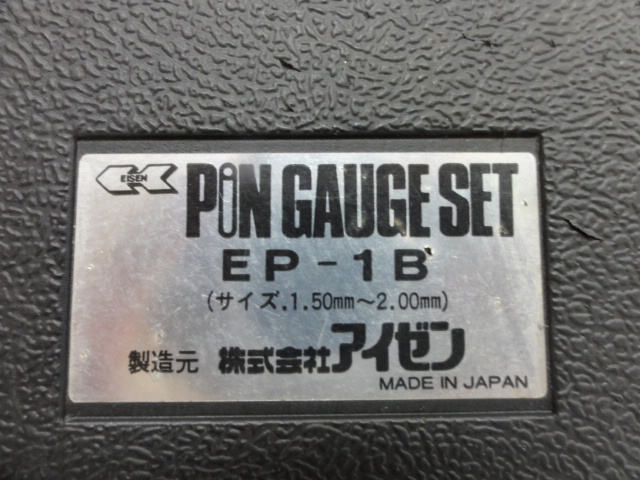 EISEN
PiN GAUGE SET
EP-1B
(サイズ.1.50mm～2.00mm)
製造元 株式会社アイゼン
MADE IN JAPAN